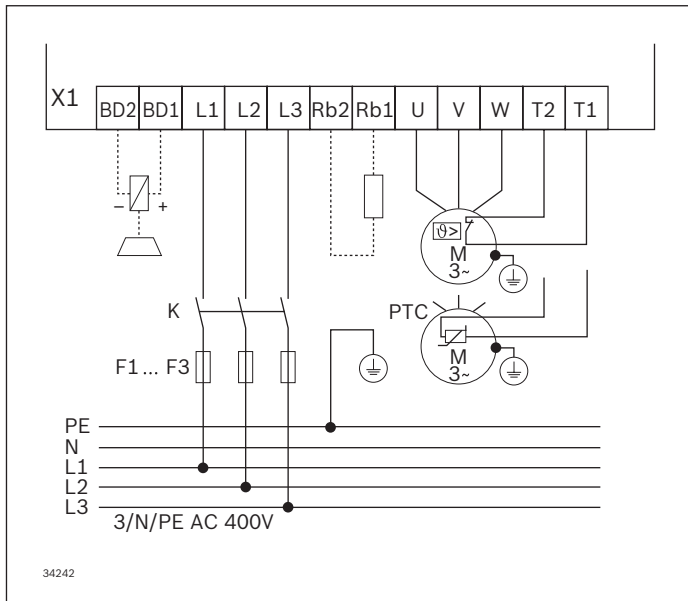 X1 BD2 BD1 L1 L2 L3 Rb2 Rb1 U V W T2 T1
– +
ϑ>
M
3~
K
PTC
F1 ... F3
M
3~
PE
N
L1
L2
L3
3/N/PE AC 400V
34242